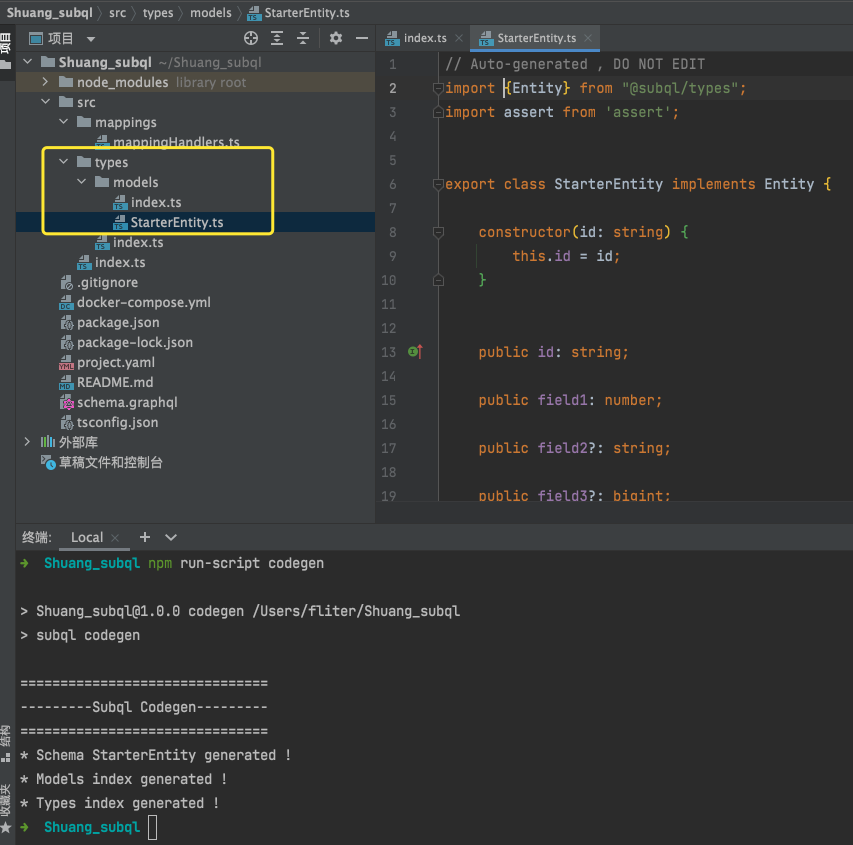 Shuang_subql > src > types > models > StarterEntity.ts
项目
项目
index.ts
StarterEntity.ts
Shuang_subql ~/Shuang_subql
node_modules library root
src
mappings
mappingHandlers.ts
types
models
index.ts
StarterEntity.ts
index.ts
index.ts
.gitignore
docker-compose.yml
package.json
package-lock.json
project.yaml
README.md
schema.graphql
tsconfig.json
外部库
草稿文件和控制台
1 // Auto-generated , DO NOT EDIT
2 import {Entity} from "@subql/types";
3 import assert from 'assert';
4
5
6 export class StarterEntity implements Entity {
7
8 constructor(id: string) {
9 this.id = id;
10 }
11
12
13 public id: string;
14
15 public field1: number;
16
17 public field2?: string;
18
19 public field3?: bigint;
终端: Local
→ Shuang_subql npm run-script codegen
> Shuang_subql@1.0.0 codegen /Users/fliter/Shuang_subql
> subql codegen
===============================
---------Subql Codegen---------
===============================
* Schema StarterEntity generated !
* Models index generated !
* Types index generated !
→ Shuang_subql
结构
收藏夹